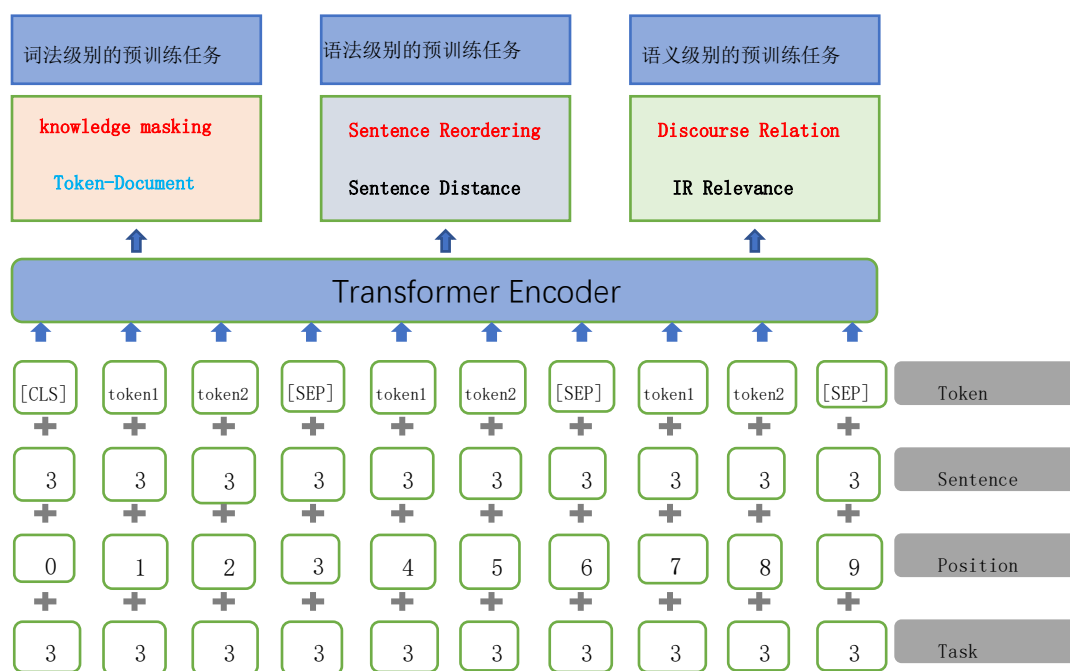 词法级别的预训练任务 语法级别的预训练任务 语义级别的预训练任务
knowledge masking Sentence Reordering Discourse Relation
Token-Document Sentence Distance IR Relevance
Transformer Encoder
[CLS] token1 token2 [SEP] token1 token2 [SEP] token1 token2 [SEP] Token
3 3 3 3 3 3 3 3 3 3 Sentence
0 1 2 3 4 5 6 7 8 9 Position
3 3 3 3 3 3 3 3 3 3 Task